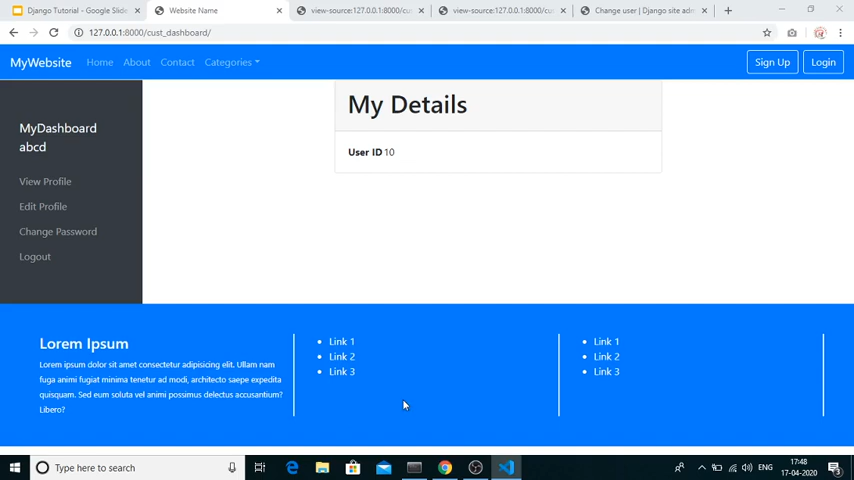 Django Tutorial - Google Slide
Website Name
view-source:127.0.0.1:8000/cus
view-source:127.0.0.1:8000/cus
Change user | Django site adm
127.0.0.1:8000/cust_dashboard/
MyWebsite Home About Contact Categories Sign Up Login
MyDashboard
abcd
View Profile
Edit Profile
Change Password
Logout
My Details
User ID 10
Lorem Ipsum
Lorem ipsum dolor sit amet consectetur adipisicing elit. Ullam nam
fuga animi fugiat minima tenetur ad modi, architecto saepe expedita
quisquam. Sed eum soluta vel animi possimus delectus accusantium?
Libero?
Link 1
Link 2
Link 3
Link 1
Link 2
Link 3
Type here to search
ENG
17:48
17-04-2020
3